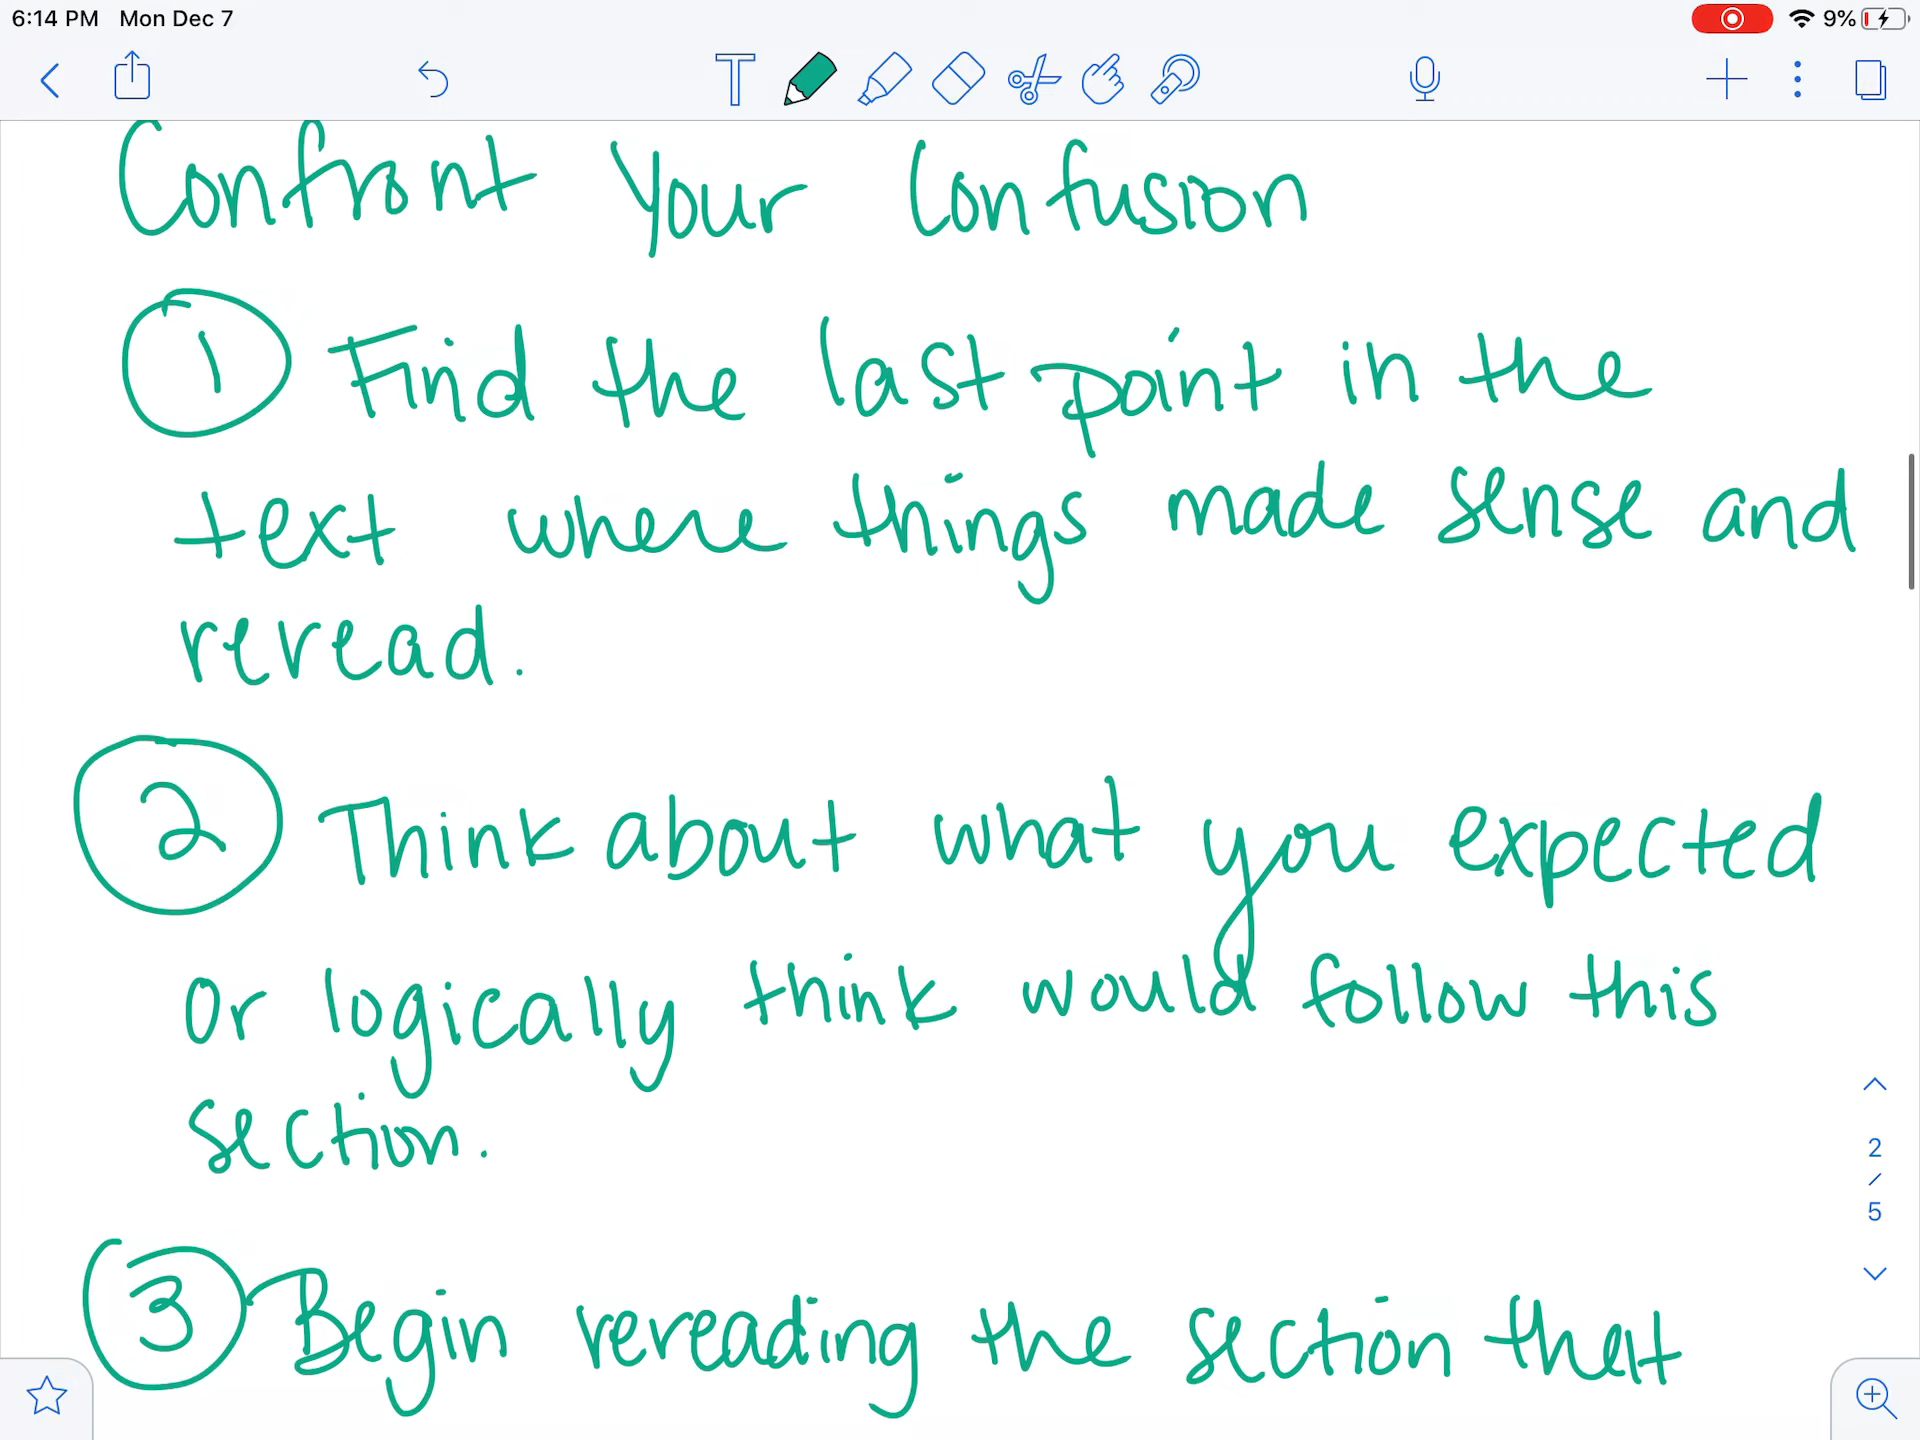 6:14 PM Mon Dec 7
9%
T
Confront Your Confusion
1 Find the last point in the
text where things made sense and
reread.
2 Think about what you expected
or logically think would follow this
section.
3 Begin rereading the section that
2
/
5